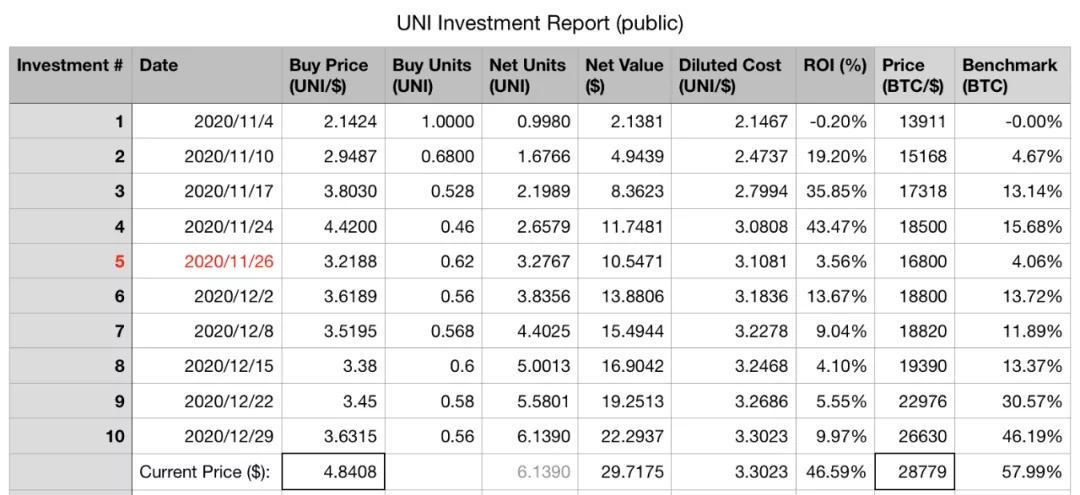 UNI Investment Report (public)
Investment # Date Buy Price (UNI/$) Buy Units (UNI) Net Units (UNI) Net Value ($) Diluted Cost (UNI/$) ROI (%) Price (BTC/$) Benchmark (BTC)
1 2020/11/4 2.1424 1.0000 0.9980 2.1381 2.1467 -0.20% 13911 -0.00%
2 2020/11/10 2.9487 0.6800 1.6766 4.9439 2.4737 19.20% 15168 4.67%
3 2020/11/17 3.8030 0.528 2.1989 8.3623 2.7994 35.85% 17318 13.14%
4 2020/11/24 4.4200 0.46 2.6579 11.7481 3.0808 43.47% 18500 15.68%
5 2020/11/26 3.2188 0.62 3.2767 10.5471 3.1081 3.56% 16800 4.06%
6 2020/12/2 3.6189 0.56 3.8356 13.8806 3.1836 13.67% 18800 13.72%
7 2020/12/8 3.5195 0.568 4.4025 15.4944 3.2278 9.04% 18820 11.89%
8 2020/12/15 3.38 0.6 5.0013 16.9042 3.2468 4.10% 19390 13.37%
9 2020/12/22 3.45 0.58 5.5801 19.2513 3.2686 5.55% 22976 30.57%
10 2020/12/29 3.6315 0.56 6.1390 22.2937 3.3023 9.97% 26630 46.19%
Current Price ($): 4.8408 6.1390 29.7175 3.3023 46.59% 28779 57.99%